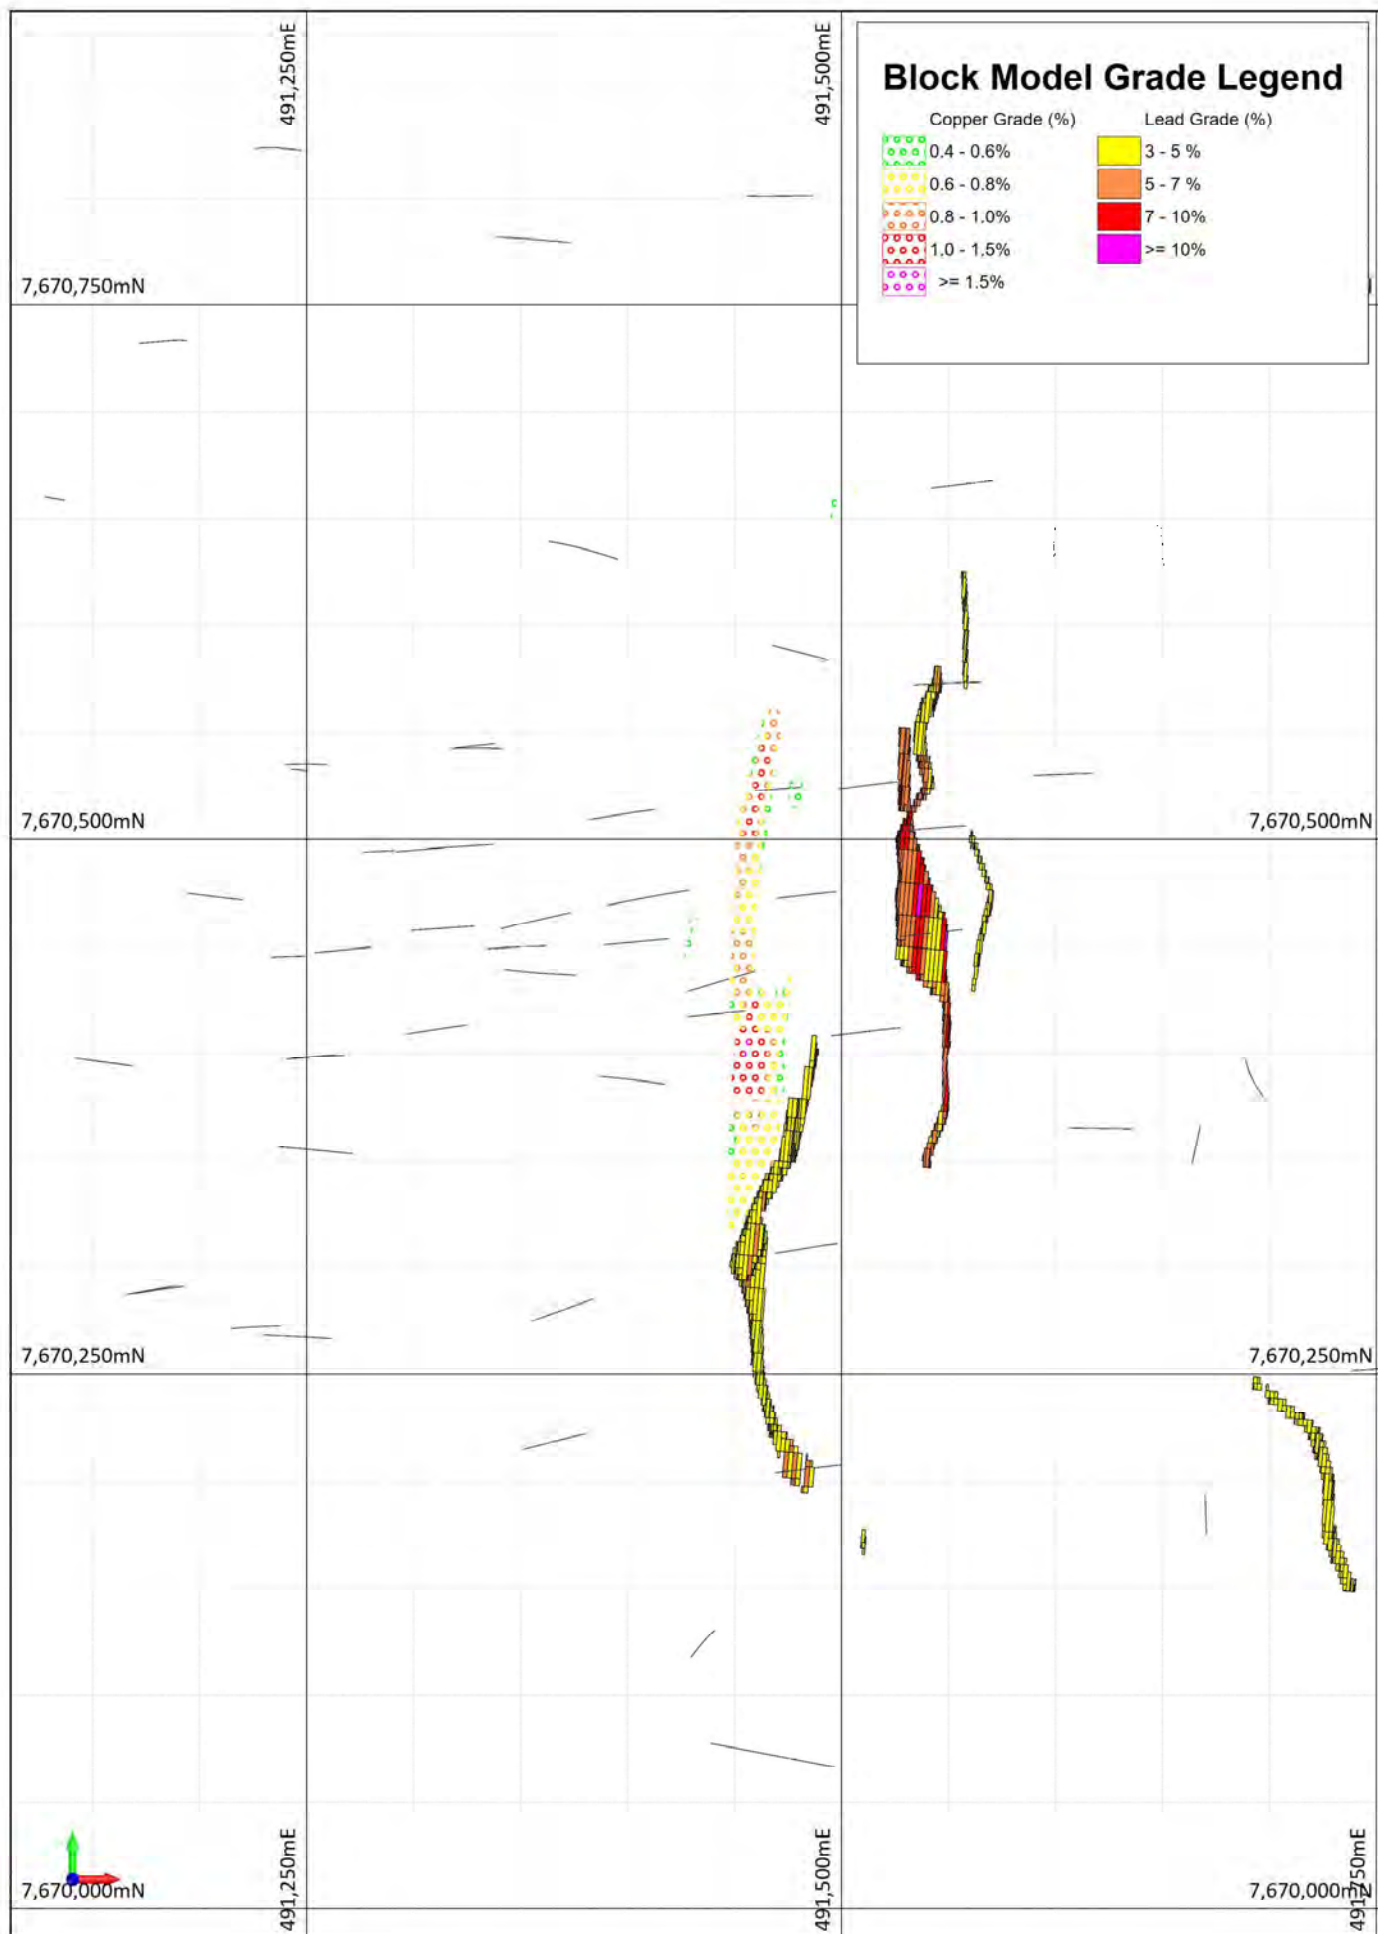 491,250mE
491,500mE
Block Model Grade Legend
Copper Grade (%) Lead Grade (%)
0.4 - 0.6% 3 - 5 %
0.6 - 0.8% 5 - 7 %
0.8 - 1.0% 7 - 10%
1.0 - 1.5% >= 10%
>= 1.5%
7,670,750mN
7,670,500mN 7,670,500mN
7,670,250mN 7,670,250mN
491,250mE
491,500mE
491,750mE
7,670,000mN 7,670,000mN